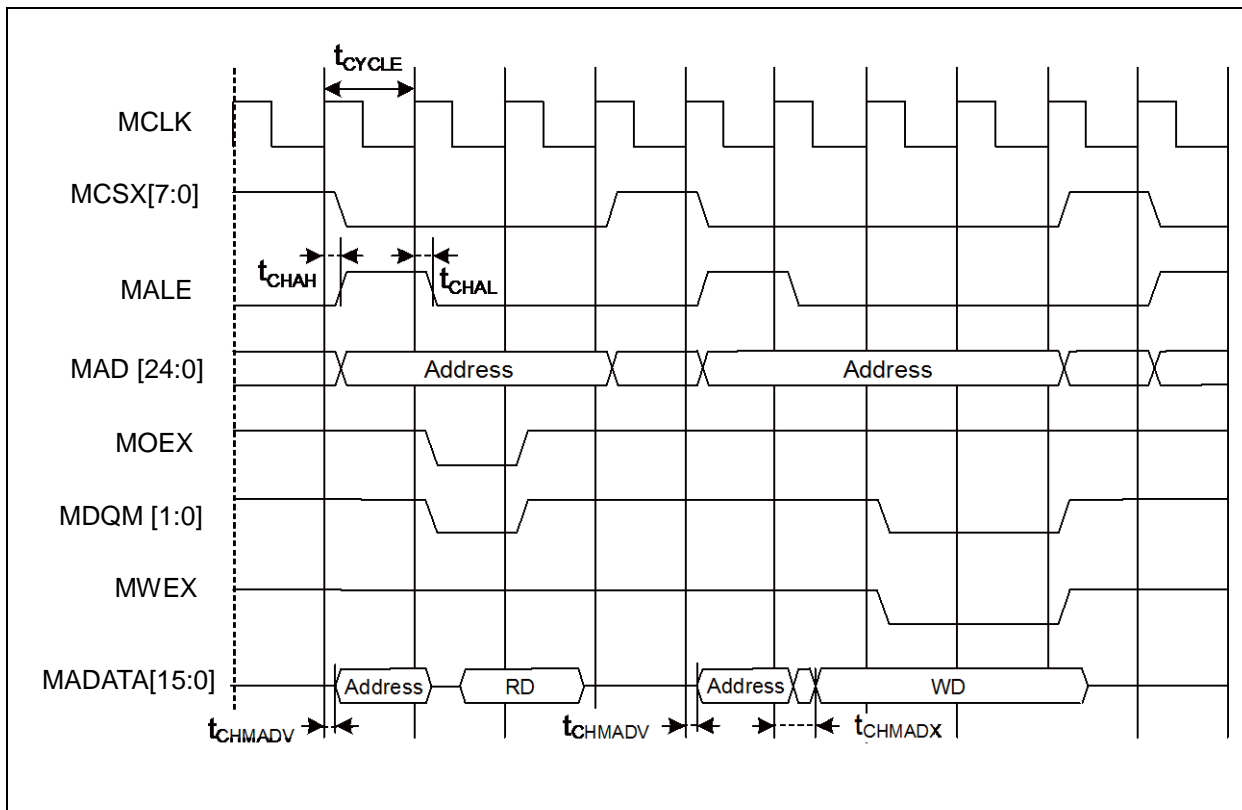 tCYCLE
MCLK
MCSX[7:0]
tCHAH
tCHAL
MALE
MAD [24:0]
Address
Address
MOEX
MDQM [1:0]
MWEX
MADATA[15:0]
Address
RD
Address
WD
tCHMADV
tCHMADV
tCHMADX